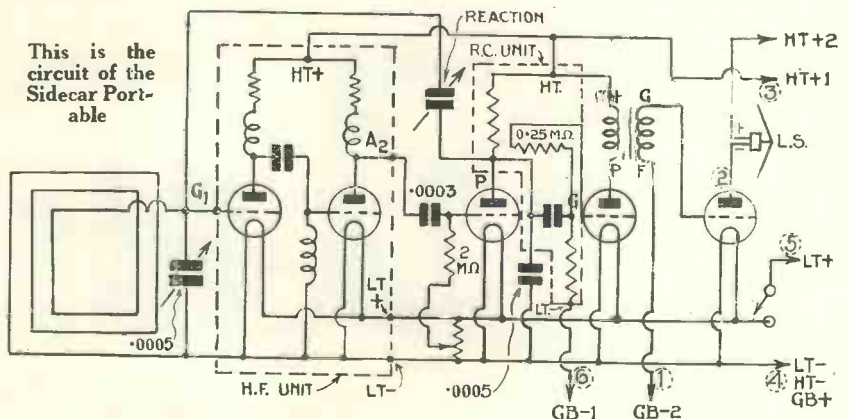 This is the
circuit of the
Sidecar Port-
able
REACTION
R.C. UNIT
HT+
HT.
HT+2
HT+1
③
G₁
A₂
0·25 MΩ
+
G
P
F
+
L.S.
②
·0003
P
G
2
MΩ
LT
+
LT.-
⑤
LT+
·0005
H.F. UNIT
LT-
·0005
⑥
GB-1
①
GB-2
④
LT-
HT-
GB+